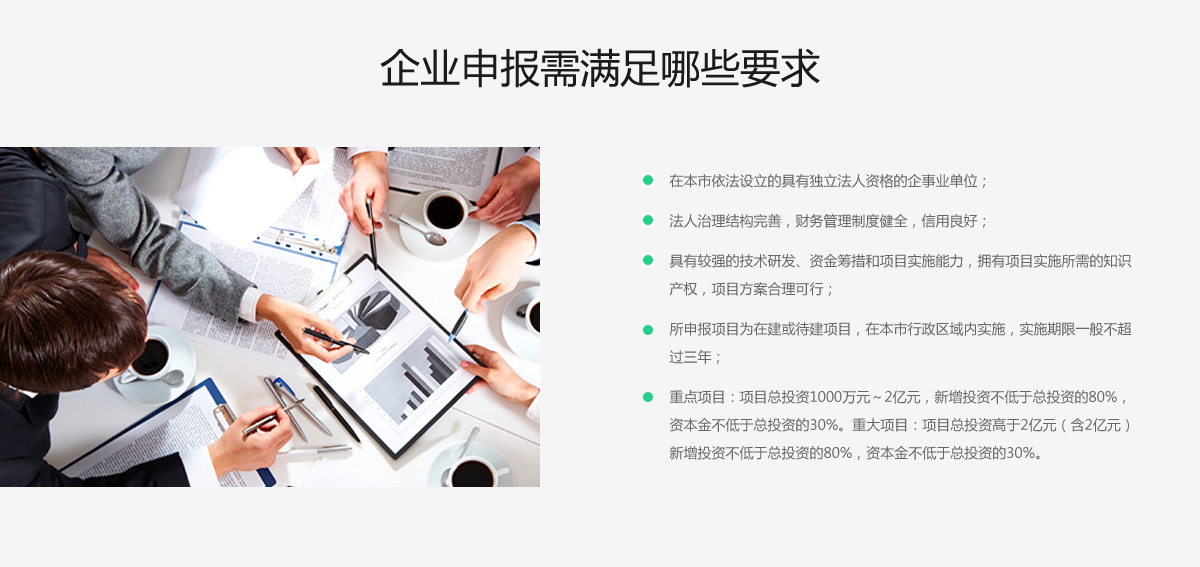 企业申报需满足哪些要求
在本市依法设立的具有独立法人资格的企事业单位；
法人治理结构完善，财务管理制度健全，信用良好；
具有较强的技术研发、资金筹措和项目实施能力，拥有项目实施所需的知识
产权，项目方案合理可行；
所申报项目为在建或待建项目，在本市行政区域内实施，实施期限一般不超
过三年；
重点项目：项目总投资1000万元～2亿元，新增投资不低于总投资的80%，
资本金不低于总投资的30%。重大项目：项目总投资高于2亿元（含2亿元）
新增投资不低于总投资的80%，资本金不低于总投资的30%。